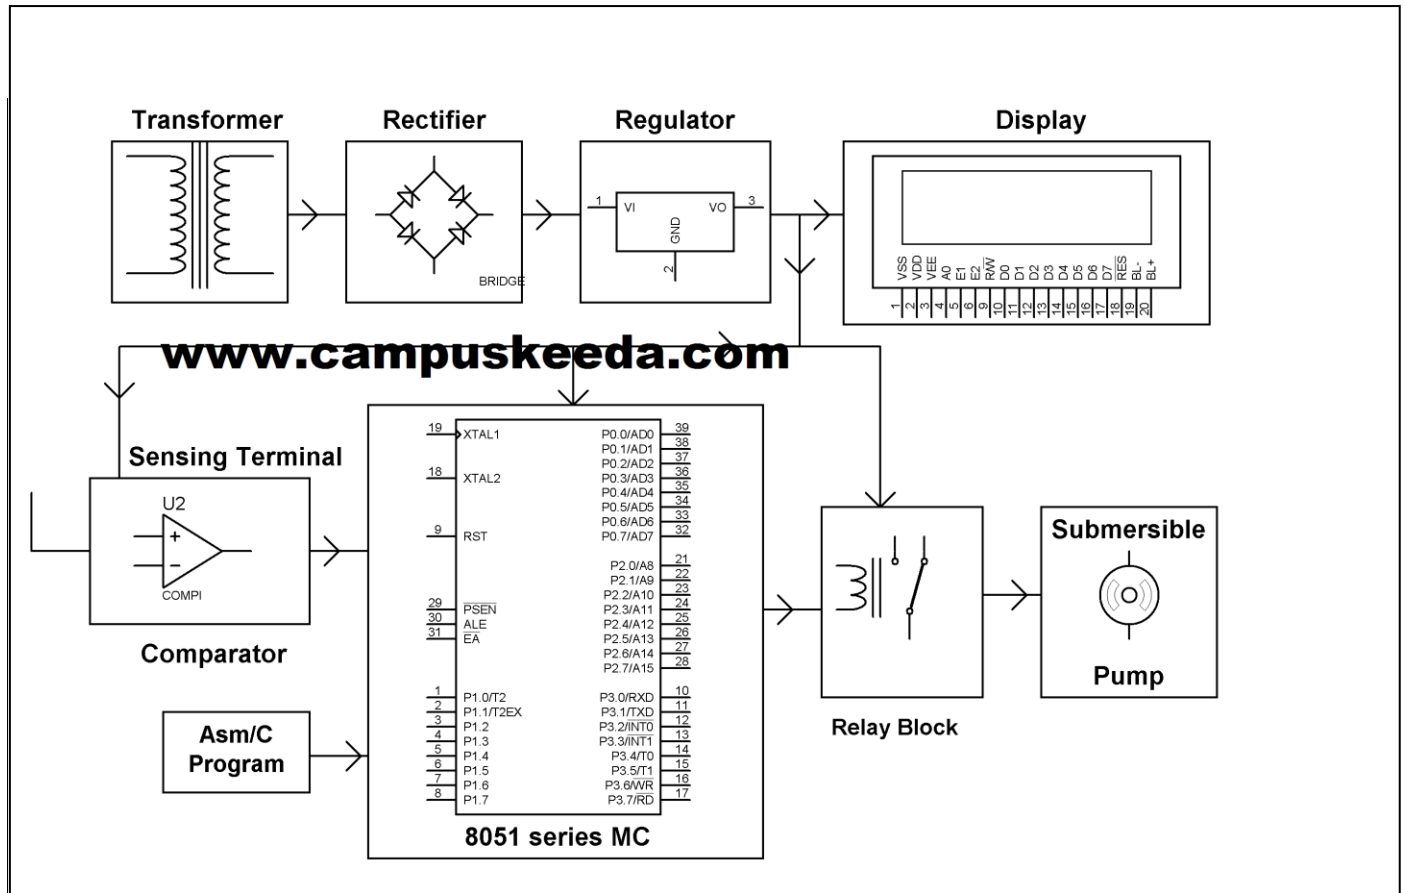 Transformer
Rectifier
Regulator
Display
BRIDGE
1
VI
VO
3
GND
2
VSS
VDD
VEE
A0
E1
E2
R/W
D0
D1
D2
D3
D4
D5
D6
D7
RES
BL-
BL+
1
2
3
4
5
6
9
10
11
12
13
14
15
16
17
18
19
20
www.campuskeeda.com
Sensing Terminal
U2
+
−
COMPI
Comparator
Asm/C
Program
19 XTAL1
18 XTAL2
9 RST
29 PSEN
30 ALE
31 EA
1 P1.0/T2
2 P1.1/T2EX
3 P1.2
4 P1.3
5 P1.4
6 P1.5
7 P1.6
8 P1.7
P0.0/AD0 39
P0.1/AD1 38
P0.2/AD2 37
P0.3/AD3 36
P0.4/AD4 35
P0.5/AD5 34
P0.6/AD6 33
P0.7/AD7 32
P2.0/A8 21
P2.1/A9 22
P2.2/A10 23
P2.3/A11 24
P2.4/A12 25
P2.5/A13 26
P2.6/A14 27
P2.7/A15 28
P3.0/RXD 10
P3.1/TXD 11
P3.2/INT0 12
P3.3/INT1 13
P3.4/T0 14
P3.5/T1 15
P3.6/WR 16
P3.7/RD 17
8051 series MC
Relay Block
Submersible
Pump